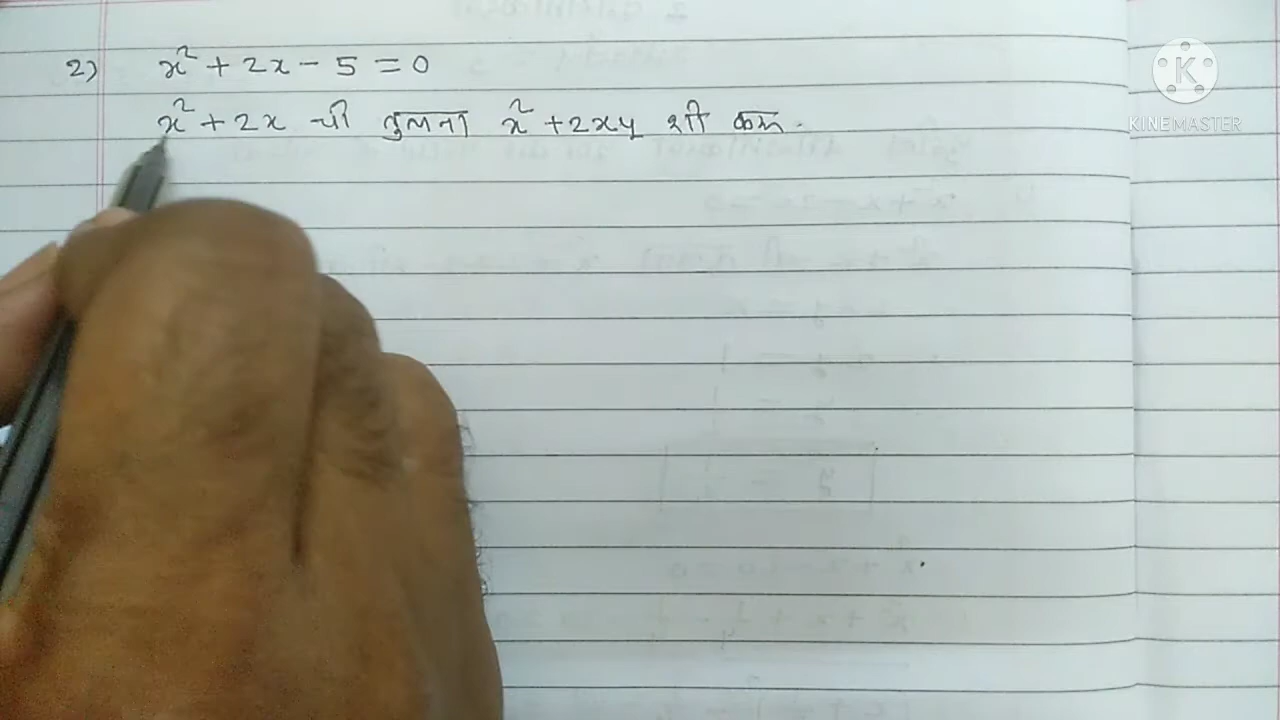 2) x² + 2x - 5 = 0
x² + 2x ची तुलना x² + 2xy शी करू.
K
KINEMASTER